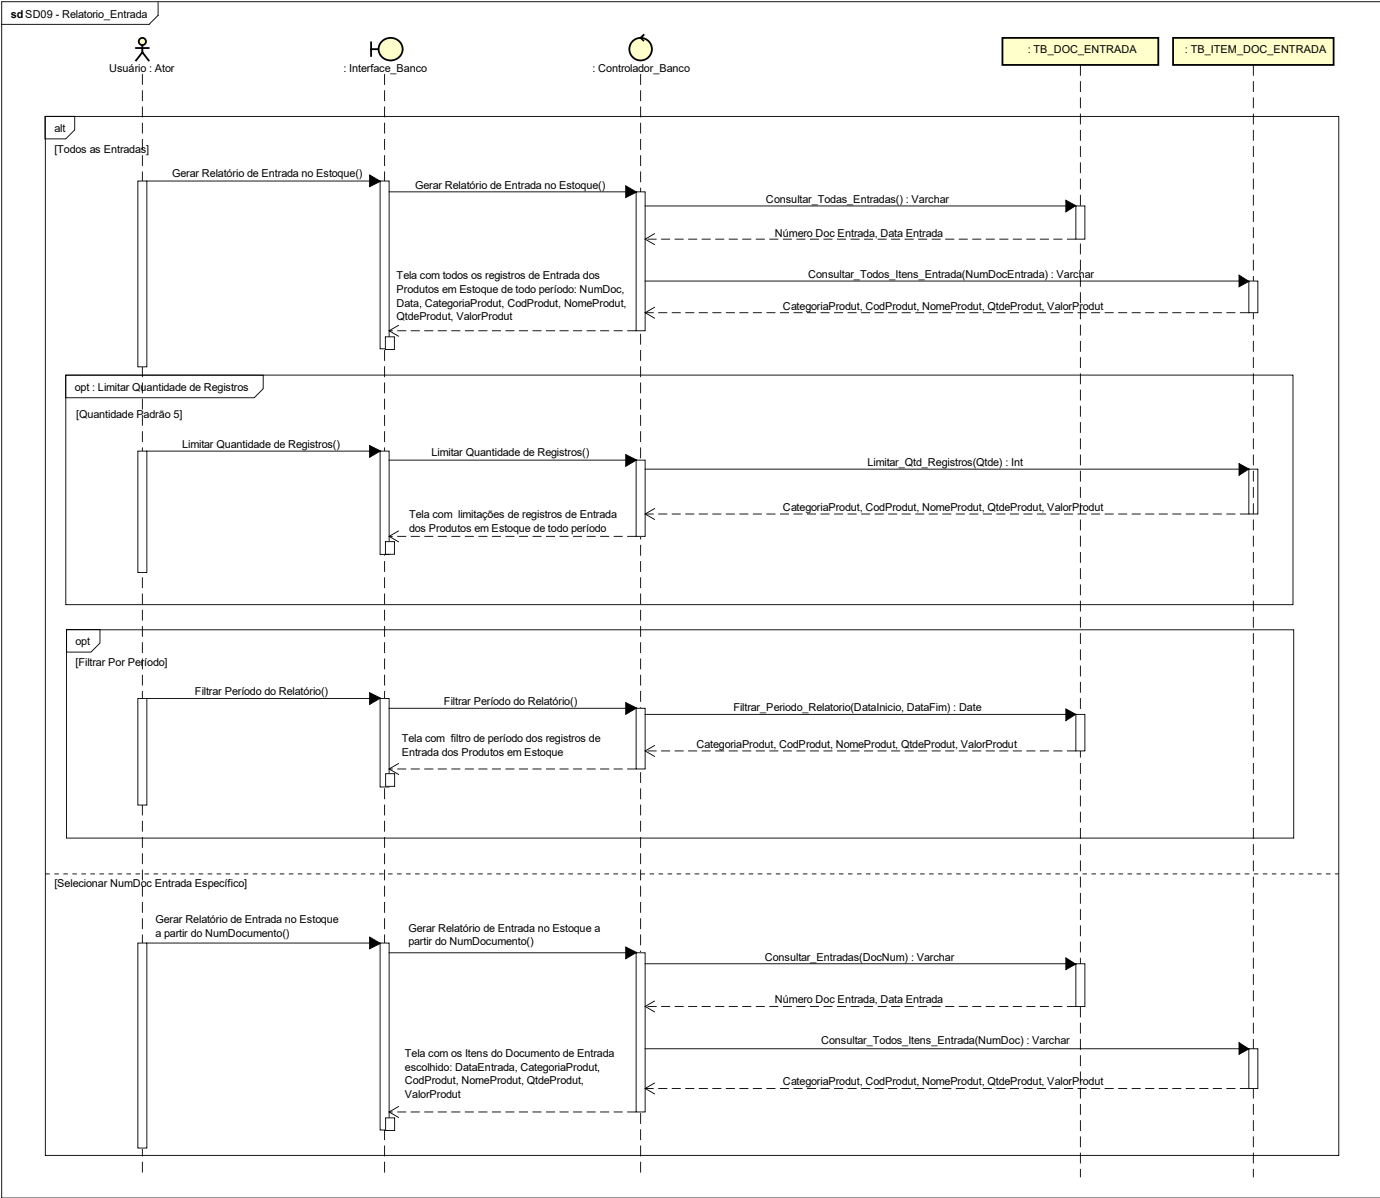 sd SD09 - Relatorio_Entrada
Usuário : Ator
: Interface_Banco
: Controlador_Banco
: TB_DOC_ENTRADA
: TB_ITEM_DOC_ENTRADA
alt
[Todos as Entradas]
Gerar Relatório de Entrada no Estoque()
Gerar Relatório de Entrada no Estoque()
Consultar_Todas_Entradas() : Varchar
Número Doc Entrada, Data Entrada
Consultar_Todos_Itens_Entrada(NumDocEntrada) : Varchar
CategoriaProdut, CodProdut, NomeProdut, QtdeProdut, ValorProdut
Tela com todos os registros de Entrada dos
Produtos em Estoque de todo período: NumDoc,
Data, CategoriaProdut, CodProdut, NomeProdut,
QtdeProdut, ValorProdut
opt : Limitar Quantidade de Registros
[Quantidade Padrão 5]
Limitar Quantidade de Registros()
Limitar Quantidade de Registros()
Limitar_Qtd_Registros(Qtde) : Int
CategoriaProdut, CodProdut, NomeProdut, QtdeProdut, ValorProdut
Tela com limitações de registros de Entrada
dos Produtos em Estoque de todo período
opt
[Filtrar Por Período]
Filtrar Período do Relatório()
Filtrar Período do Relatório()
Filtrar_Periodo_Relatorio(DataInicio, DataFim) : Date
CategoriaProdut, CodProdut, NomeProdut, QtdeProdut, ValorProdut
Tela com filtro de período dos registros de
Entrada dos Produtos em Estoque
[Selecionar NumDoc Entrada Específico]
Gerar Relatório de Entrada no Estoque
a partir do NumDocumento()
Gerar Relatório de Entrada no Estoque a
partir do NumDocumento()
Consultar_Entradas(DocNum) : Varchar
Número Doc Entrada, Data Entrada
Consultar_Todos_Itens_Entrada(NumDoc) : Varchar
CategoriaProdut, CodProdut, NomeProdut, QtdeProdut, ValorProdut
Tela com os Itens do Documento de Entrada
escolhido: DataEntrada, CategoriaProdut,
CodProdut, NomeProdut, QtdeProdut,
ValorProdut